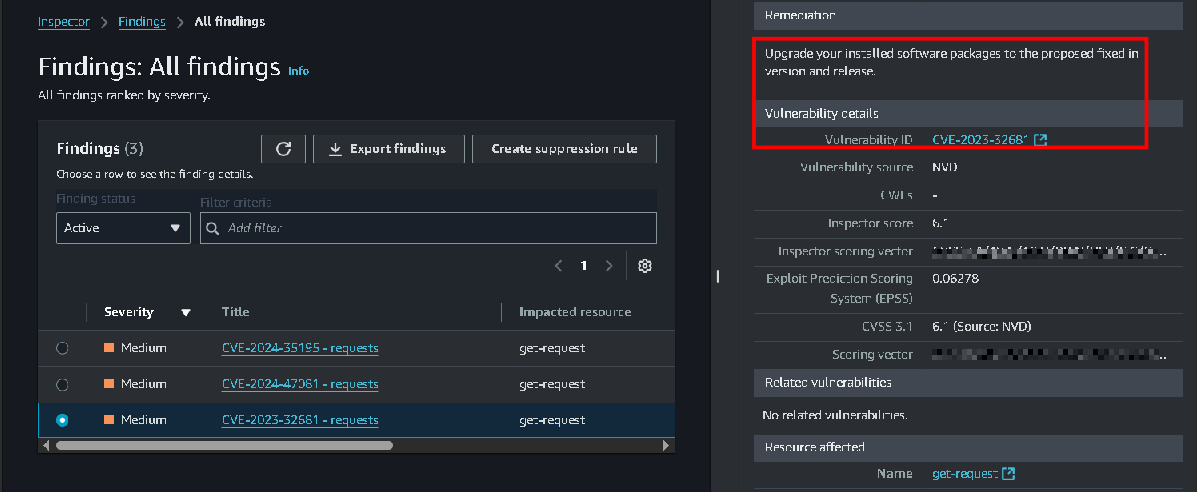 Inspector > Findings > All findings
Findings: All findings Info
All findings ranked by severity.
Findings (3)
Export findings
Create suppression rule
Choose a row to see the finding details.
Finding status
Filter criteria
Active
Add filter
1
Severity Title Impacted resource
Medium CVE-2024-35195 - requests get-request
Medium CVE-2024-47081 - requests get-request
Medium CVE-2023-32681 - requests get-request
Remediation
Upgrade your installed software packages to the proposed fixed in
version and release.
Vulnerability details
Vulnerability ID CVE-2023-32681
Vulnerability source NVD
CWEs -
Inspector score 6.1
Inspector scoring vector
Exploit Prediction Scoring 0.06278
System (EPSS)
CVSS 3.1 6.1 (Source: NVD)
Scoring vector
Related vulnerabilities
No related vulnerabilities.
Resource affected
Name get-request